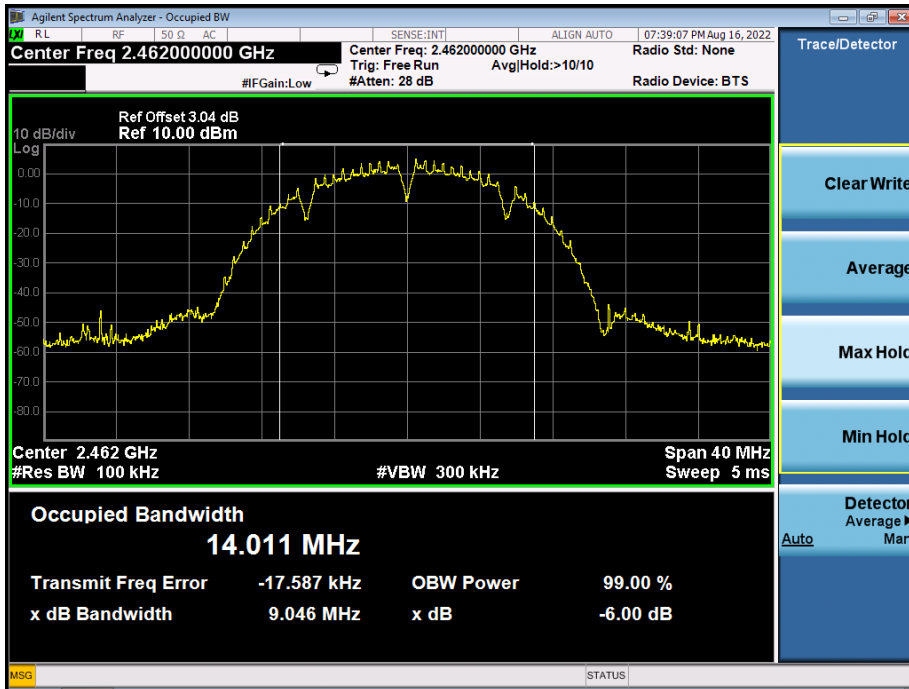 Agilent Spectrum Analyzer - Occupied BW
LXI RL RF 50 Ω AC SENSE:INT ALIGN AUTO 07:39:07 PM Aug 16, 2022
Center Freq 2.462000000 GHz
Center Freq: 2.462000000 GHz Radio Std: None
Trig: Free Run Avg|Hold:>10/10
#IFGain:Low #Atten: 28 dB Radio Device: BTS
Trace/Detector
Ref Offset 3.04 dB
10 dB/div Ref 10.00 dBm
Log
0.00
-10.0
-20.0
-30.0
-40.0
-50.0
-60.0
-70.0
-80.0
Center 2.462 GHz Span 40 MHz
#Res BW 100 kHz #VBW 300 kHz Sweep 5 ms
Clear Write
Average
Max Hold
Min Hold
Detector
Average
Auto Man
Occupied Bandwidth
14.011 MHz
Transmit Freq Error -17.587 kHz OBW Power 99.00 %
x dB Bandwidth 9.046 MHz x dB -6.00 dB
MSG STATUS